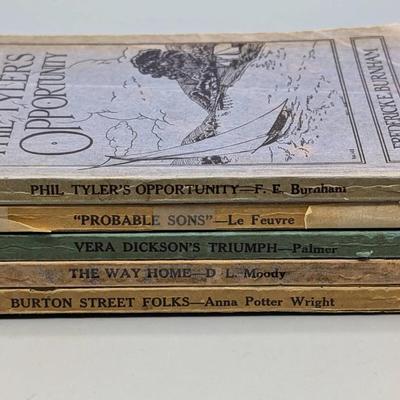 PHIL TYLER'S
OPPORTUNITY
FREDRICK E. BURNHAM
PHIL TYLER'S OPPORTUNITY—F. E. Burnham
"PROBABLE SONS"—Le Feuvre
VERA DICKSON'S TRIUMPH—Palmer
THE WAY HOME—D. L. Moody
BURTON STREET FOLKS—Anna Potter Wright